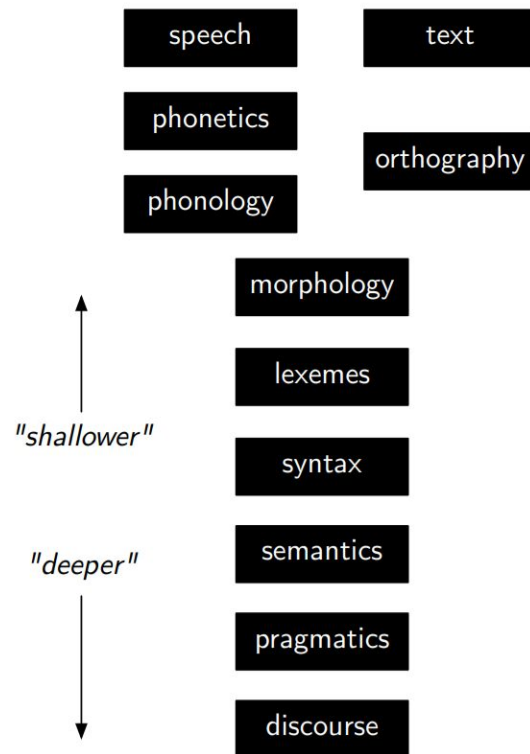 speech
text
phonetics
orthography
phonology
morphology
lexemes
"shallower"
syntax
semantics
"deeper"
pragmatics
discourse